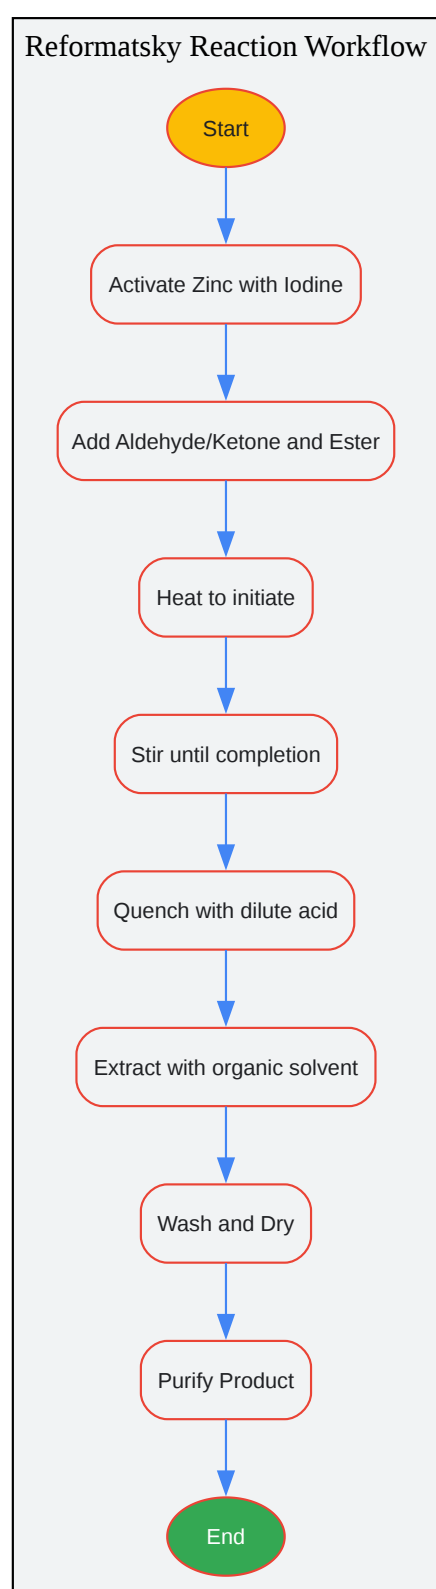 Reformatsky Reaction Workflow
Start
Activate Zinc with Iodine
Add Aldehyde/Ketone and Ester
Heat to initiate
Stir until completion
Quench with dilute acid
Extract with organic solvent
Wash and Dry
Purify Product
End